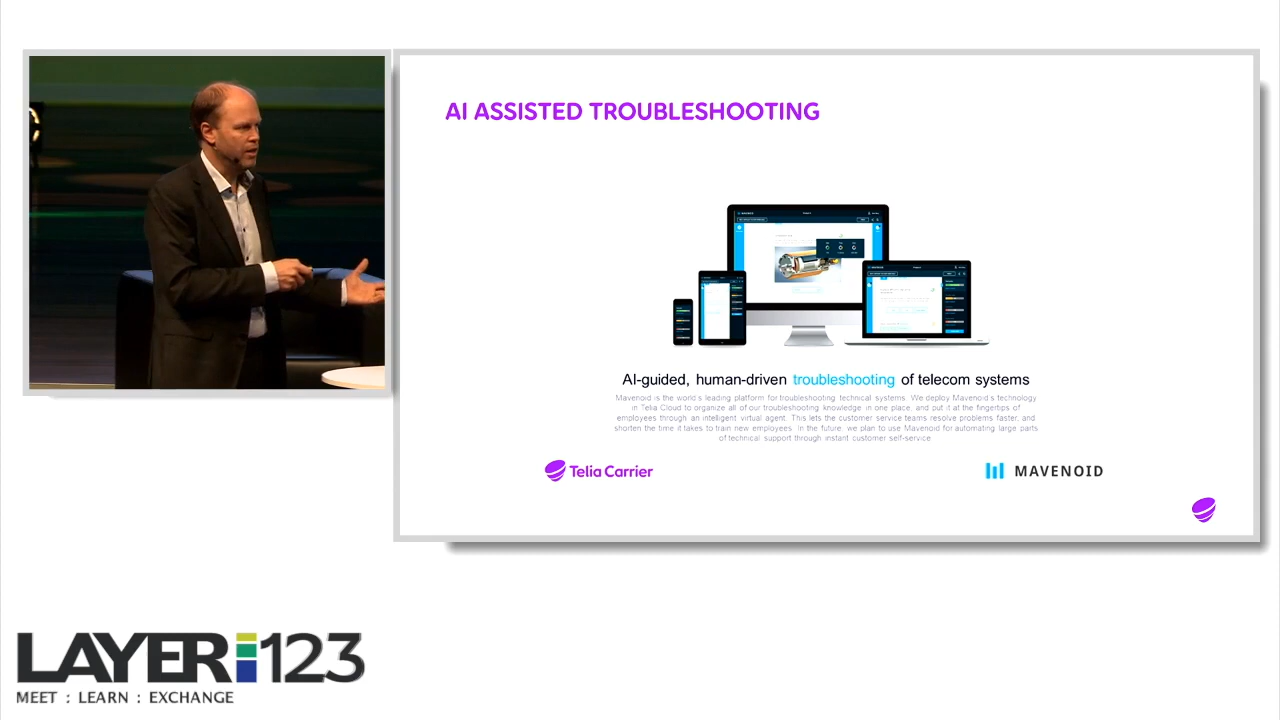 AI ASSISTED TROUBLESHOOTING
AI-guided, human-driven troubleshooting of telecom systems
Mavenoid is the world's leading platform for troubleshooting technical systems. We deploy Mavenoid's technology
in Telia Cloud to organize all of our troubleshooting knowledge in one place, and put it at the fingertips of
employees through an intelligent virtual agent. This lets the customer service teams resolve problems faster, and
shorten the time it takes to train new employees. In the future, we plan to use Mavenoid for automating large parts
of technical support through instant customer self-service
Telia Carrier
MAVENOID
LAYER 123
MEET : LEARN : EXCHANGE